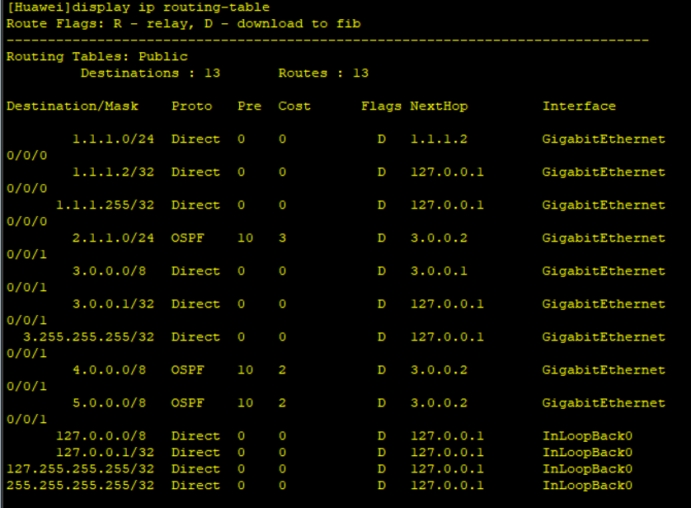 [Huawei]display ip routing-table
Route Flags: R - relay, D - download to fib
------------------------------------------------------------------------------
Routing Tables: Public
Destinations : 13 Routes : 13
Destination/Mask Proto Pre Cost Flags NextHop Interface
1.1.1.0/24 Direct 0 0 D 1.1.1.2 GigabitEthernet
0/0/0
1.1.1.2/32 Direct 0 0 D 127.0.0.1 GigabitEthernet
0/0/0
1.1.1.255/32 Direct 0 0 D 127.0.0.1 GigabitEthernet
0/0/0
2.1.1.0/24 OSPF 10 3 D 3.0.0.2 GigabitEthernet
0/0/1
3.0.0.0/8 Direct 0 0 D 3.0.0.1 GigabitEthernet
0/0/1
3.0.0.1/32 Direct 0 0 D 127.0.0.1 GigabitEthernet
0/0/1
3.255.255.255/32 Direct 0 0 D 127.0.0.1 GigabitEthernet
0/0/1
4.0.0.0/8 OSPF 10 2 D 3.0.0.2 GigabitEthernet
0/0/1
5.0.0.0/8 OSPF 10 2 D 3.0.0.2 GigabitEthernet
0/0/1
127.0.0.0/8 Direct 0 0 D 127.0.0.1 InLoopBack0
127.0.0.1/32 Direct 0 0 D 127.0.0.1 InLoopBack0
127.255.255.255/32 Direct 0 0 D 127.0.0.1 InLoopBack0
255.255.255.255/32 Direct 0 0 D 127.0.0.1 InLoopBack0